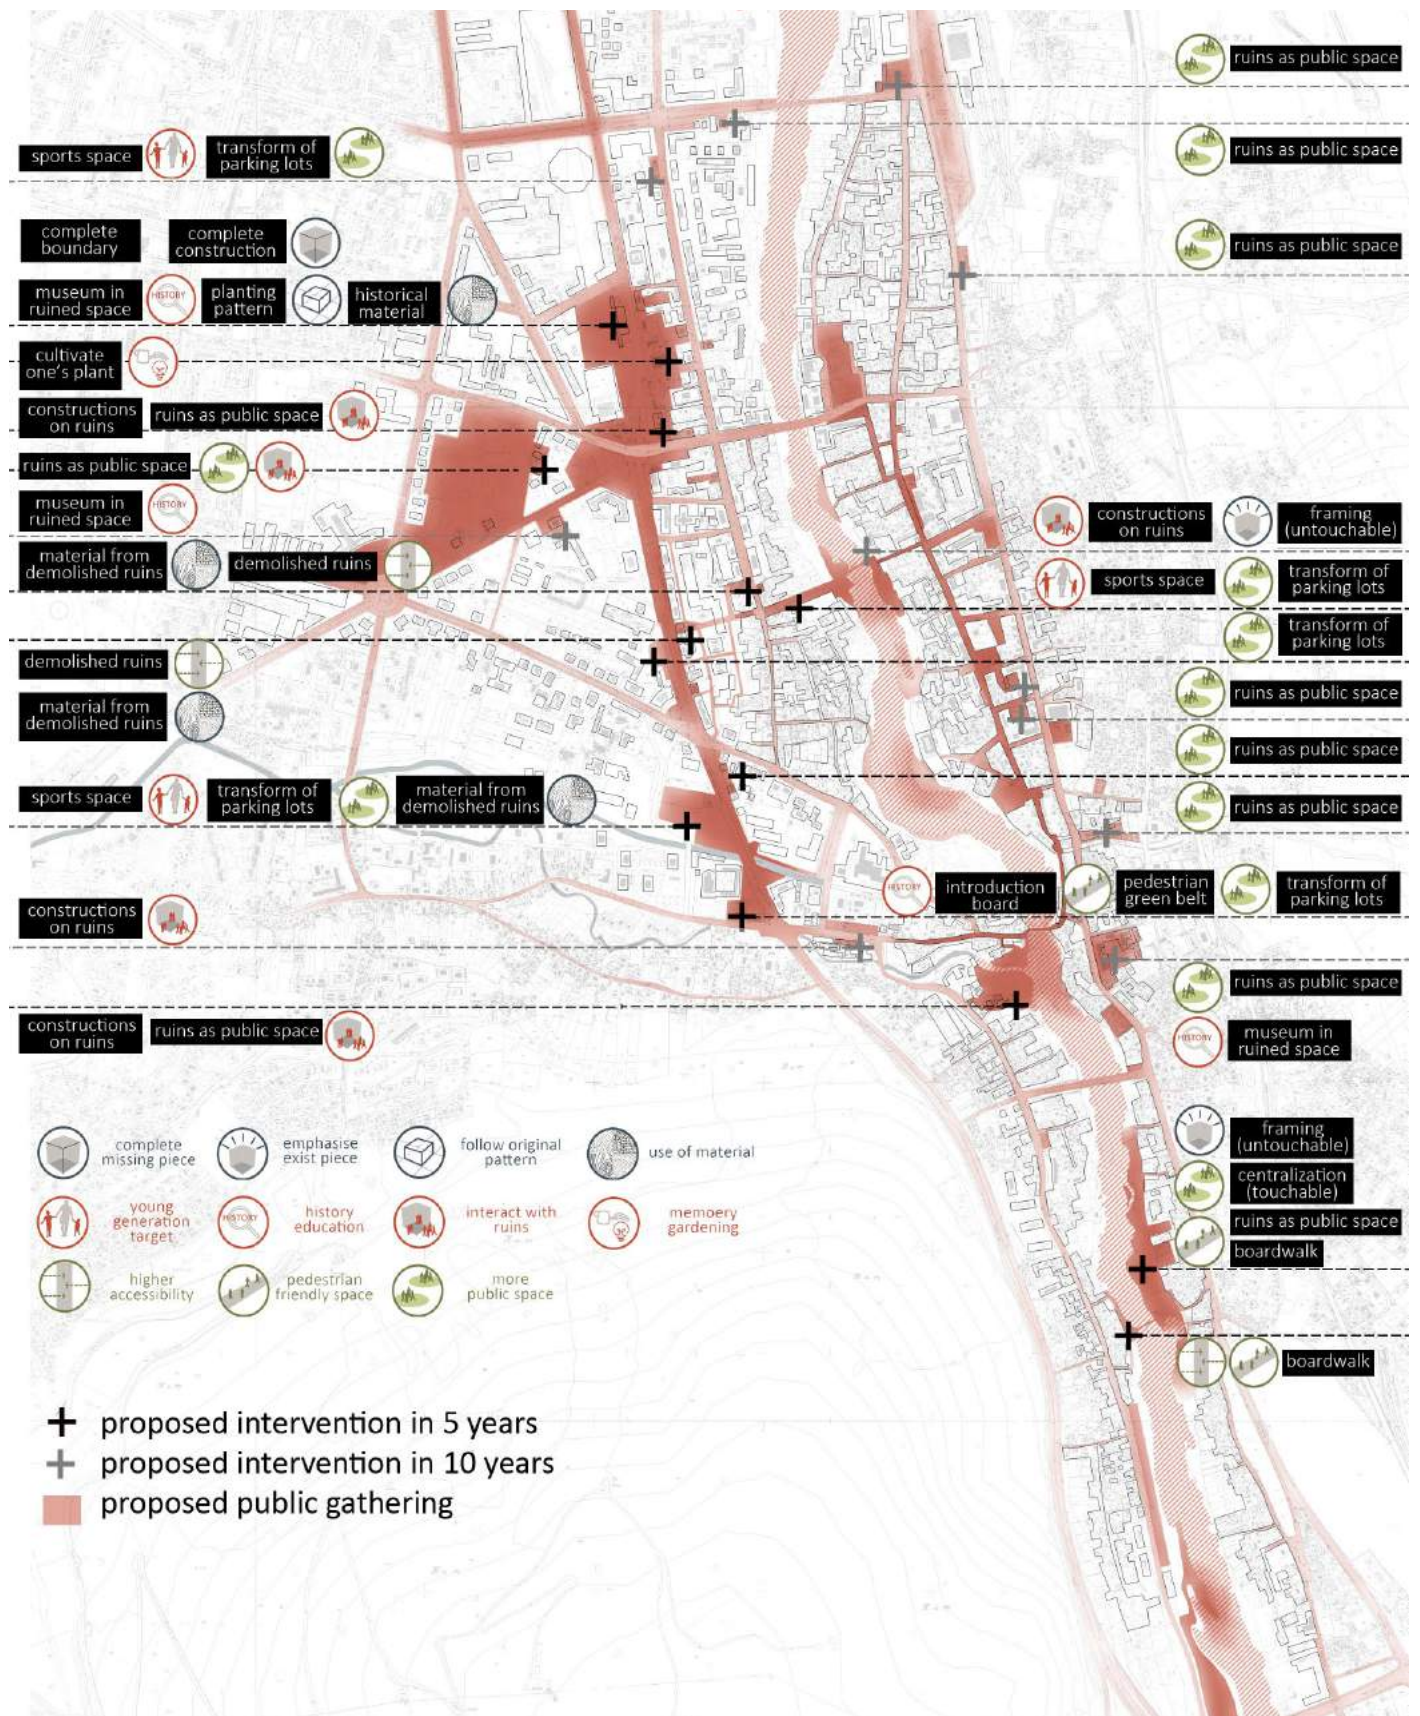 ruins as public space
sports space
transform of
parking lots
ruins as public space
complete
boundary
complete
construction
ruins as public space
museum in
ruined space
HISTORY
planting
pattern
historical
material
cultivate
one's plant
constructions
on ruins
ruins as public space
ruins as public space
museum in
ruined space
HISTORY
constructions
on ruins
framing
(untouchable)
material from
demolished ruins
demolished ruins
sports space
transform of
parking lots
transform of
parking lots
demolished ruins
ruins as public space
material from
demolished ruins
ruins as public space
sports space
transform of
parking lots
material from
demolished ruins
ruins as public space
HISTORY
introduction
board
pedestrian
green belt
transform of
parking lots
constructions
on ruins
ruins as public space
constructions
on ruins
ruins as public space
HISTORY
museum in
ruined space
framing
(untouchable)
centralization
(touchable)
ruins as public space
boardwalk
boardwalk
complete
missing piece
emphasise
exist piece
follow original
pattern
use of material
young
generation
target
HISTORY
history
education
interact with
ruins
memoery
gardening
higher
accessibility
pedestrian
friendly space
more
public space
proposed intervention in 5 years
proposed intervention in 10 years
proposed public gathering